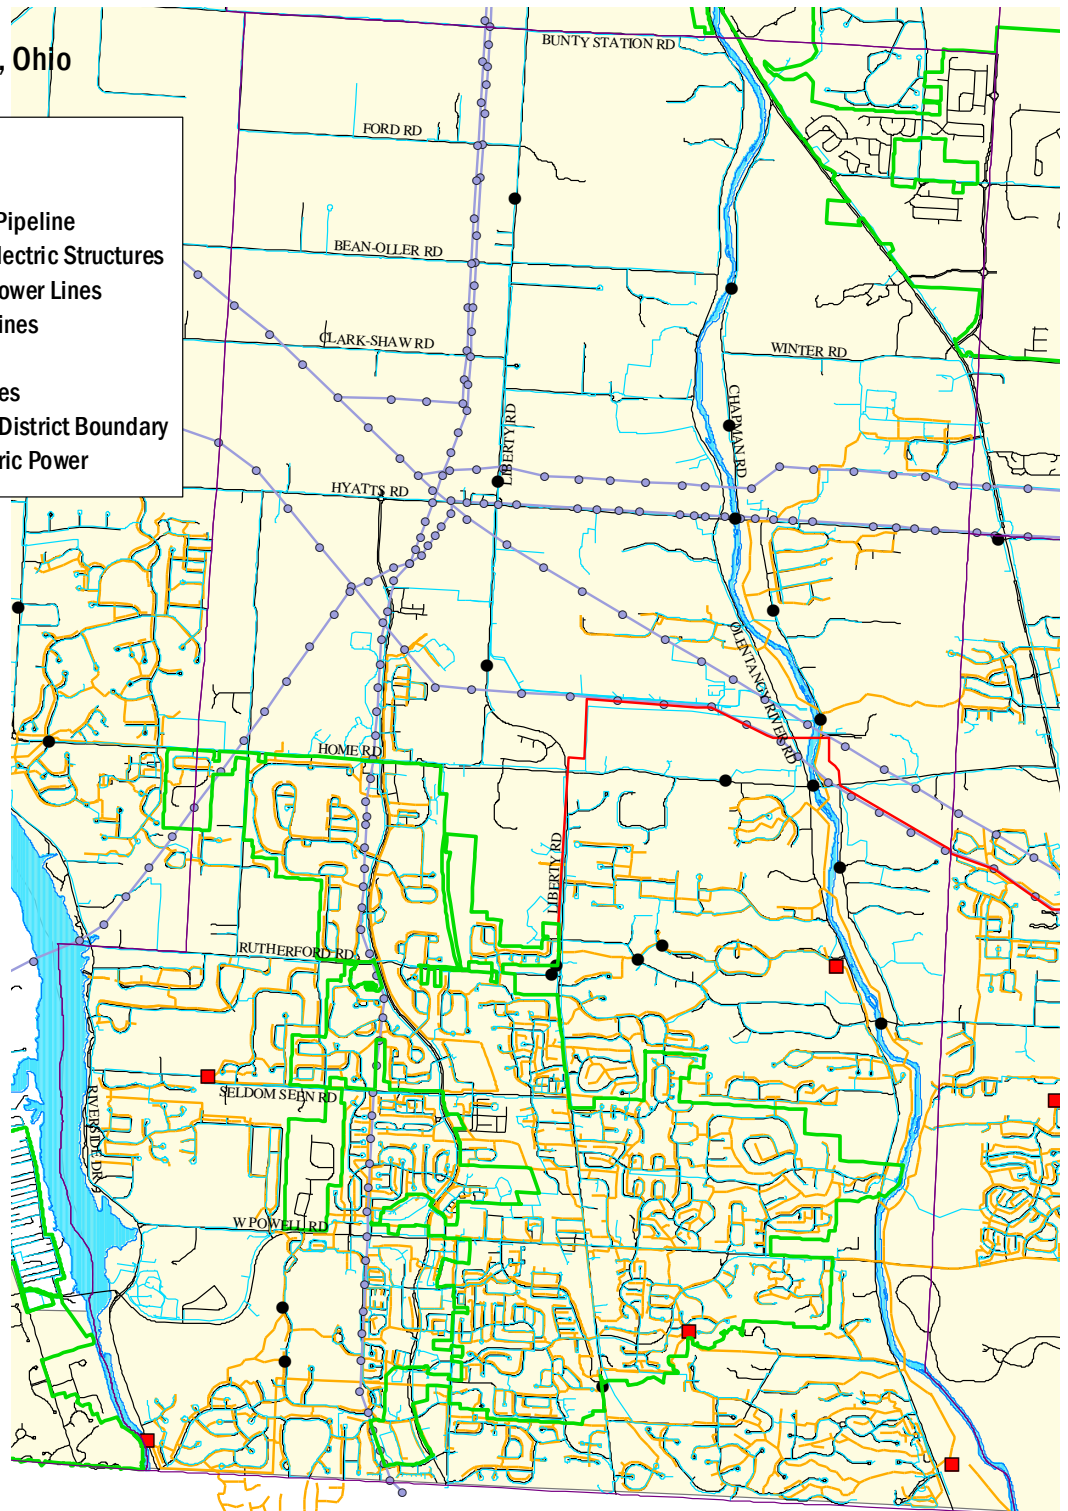 , Ohio
Pipeline
lectric Structures
ower Lines
ines
es
District Boundary
ric Power
BUNTY STATION RD
FORD RD
BEAN-OLLER RD
CLARK-SHAW RD
WINTER RD
LIBERTY RD
CHAPMAN RD
HYATTS RD
OLENTANGY RIVER RD
HOME RD
LIBERTY RD
RUTHERFORD RD
SELDOM SEEN RD
RIVERSIDE DR S
W POWELL RD